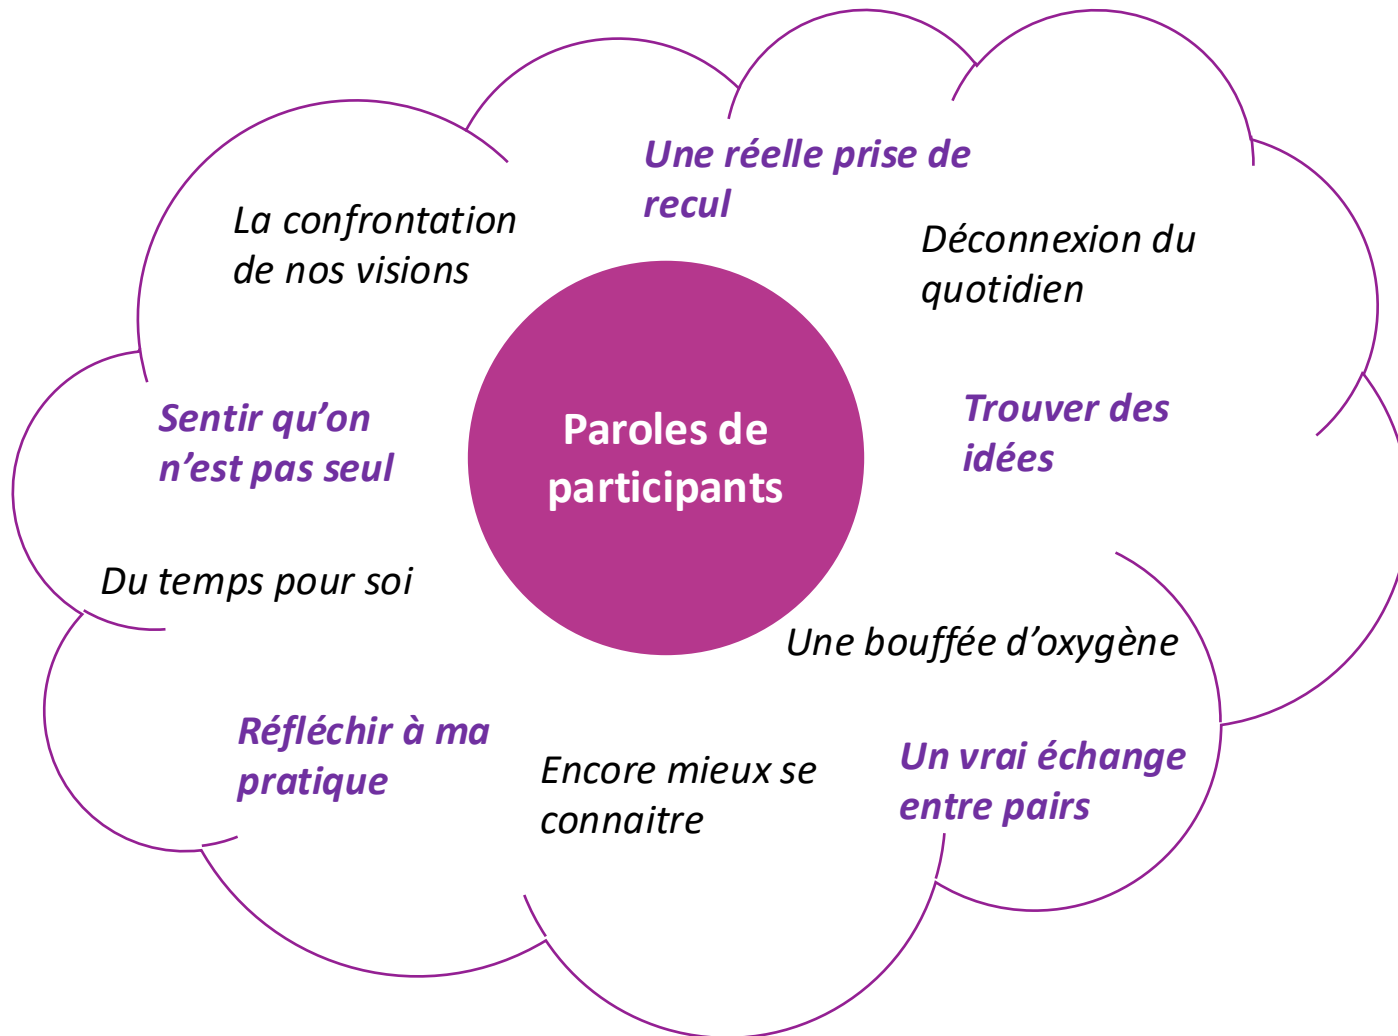 Une réelle prise de
recul
La confrontation
de nos visions
Déconnexion du
quotidien
Sentir qu’on
n’est pas seul
Paroles de
participants
Trouver des
idées
Du temps pour soi
Une bouffée d’oxygène
Réfléchir à ma
pratique
Encore mieux se
connaitre
Un vrai échange
entre pairs